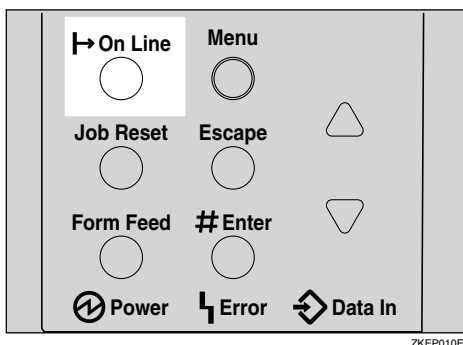 On Line Menu
Job Reset Escape
Form Feed # Enter
Power Error Data In
ZKEP010E